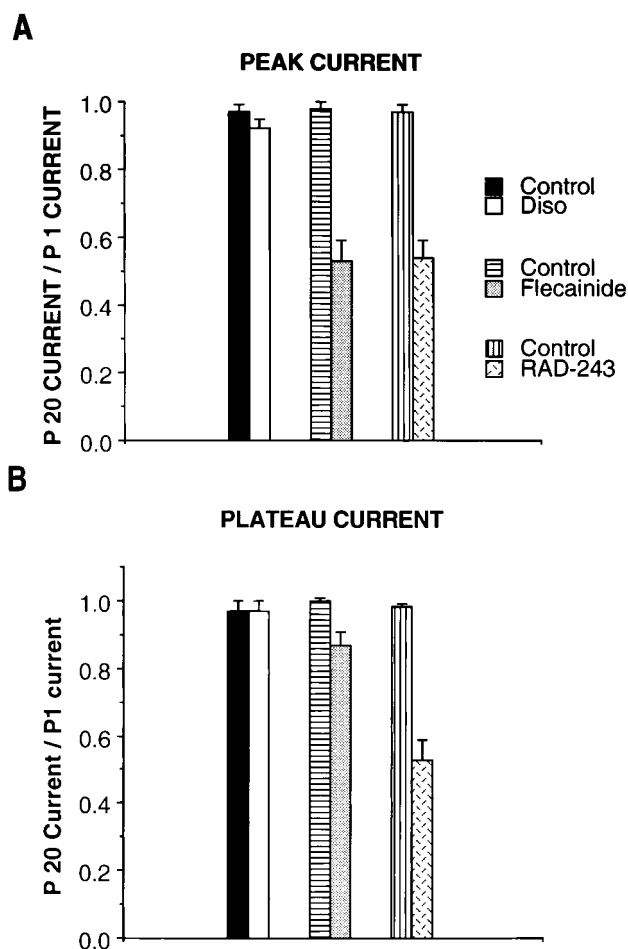 A
PEAK CURRENT
P 20 CURRENT / P 1 CURRENT
1.0
0.8
0.6
0.4
0.2
0.0
Control
Diso
Control
Flecainide
Control
RAD-243
B
PLATEAU CURRENT
P 20 Current / P1 current
1.0
0.8
0.6
0.4
0.2
0.0